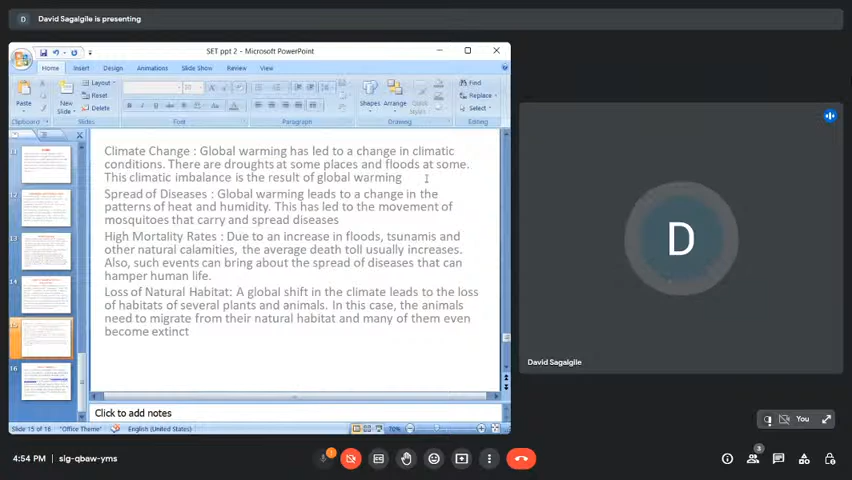 D David Sagalgile is presenting
SET ppt 2 - Microsoft PowerPoint
Home Insert Design Animations Slide Show Review View
Paste
New
Slide
Layout
Reset
Delete
Shapes Arrange
Quick
Styles
Find
Replace
Select
Clipboard Slides Font Paragraph Drawing Editing
Climate Change : Global warming has led to a change in climatic
conditions. There are droughts at some places and floods at some.
This climatic imbalance is the result of global warming
Spread of Diseases : Global warming leads to a change in the
patterns of heat and humidity. This has led to the movement of
mosquitoes that carry and spread diseases
High Mortality Rates : Due to an increase in floods, tsunamis and
other natural calamities, the average death toll usually increases.
Also, such events can bring about the spread of diseases that can
hamper human life.
Loss of Natural Habitat: A global shift in the climate leads to the loss
of habitats of several plants and animals. In this case, the animals
need to migrate from their natural habitat and many of them even
become extinct
13
14
15
16
Click to add notes
Slide 15 of 16 "Office Theme" English (United States) 70%
D
David Sagalgile
You
4:54 PM sig-qbaw-yms
3